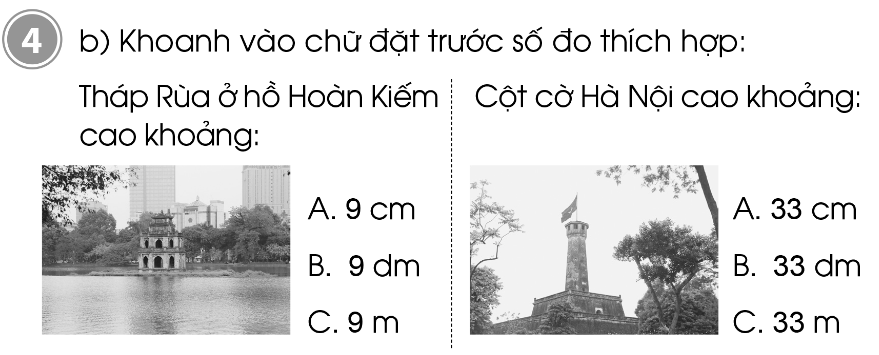 4 b) Khoanh vào chữ đặt trước số đo thích hợp:
Tháp Rùa ở hồ Hoàn Kiếm
cao khoảng:
A. 9 cm
B. 9 dm
C. 9 m
Cột cờ Hà Nội cao khoảng:
A. 33 cm
B. 33 dm
C. 33 m